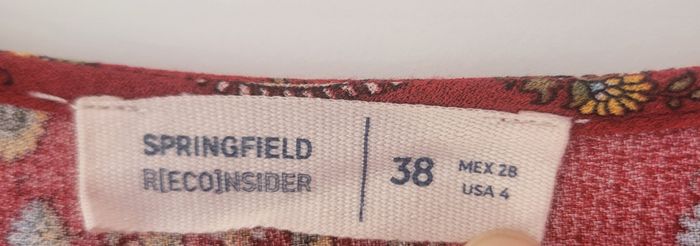 SPRINGFIELD
R[ECO]NSIDER
38
MEX 28
USA 4